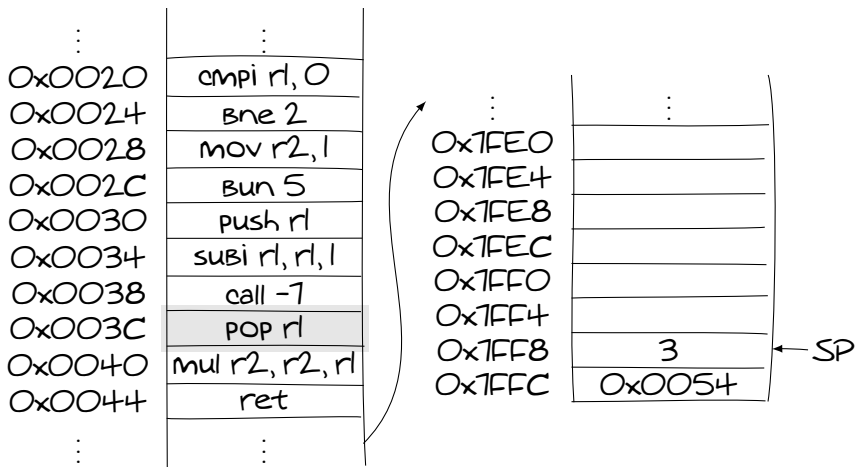 ⋮ ⋮
0x0020 cmpi r1, 0
0x0024 bne 2
0x0028 mov r2, 1
0x002C bun 5
0x0030 push r1
0x0034 subi r1, r1, 1
0x0038 call -7
0x003C pop r1
0x0040 mul r2, r2, r1
0x0044 ret
⋮ ⋮
⋮ ⋮
0x7FE0
0x7FE4
0x7FE8
0x7FEC
0x7FF0
0x7FF4
0x7FF8 3 SP
0x7FFC 0x0054